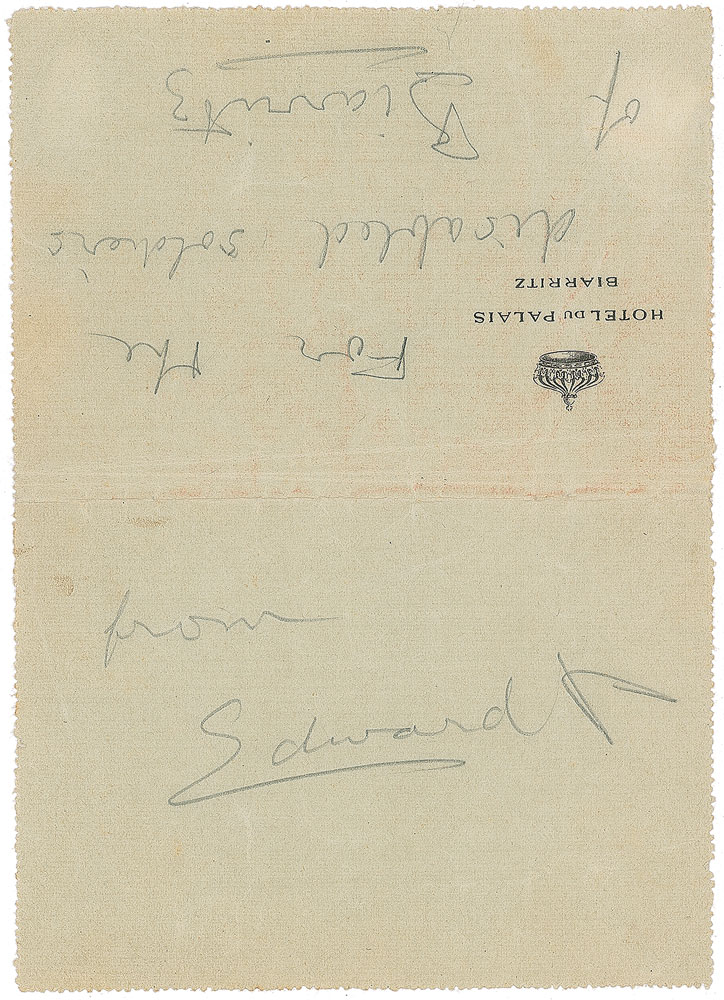 HOTEL DU PALAIS
BIARRITZ
For the
disabled soldiers
of Biarritz
from
Edward